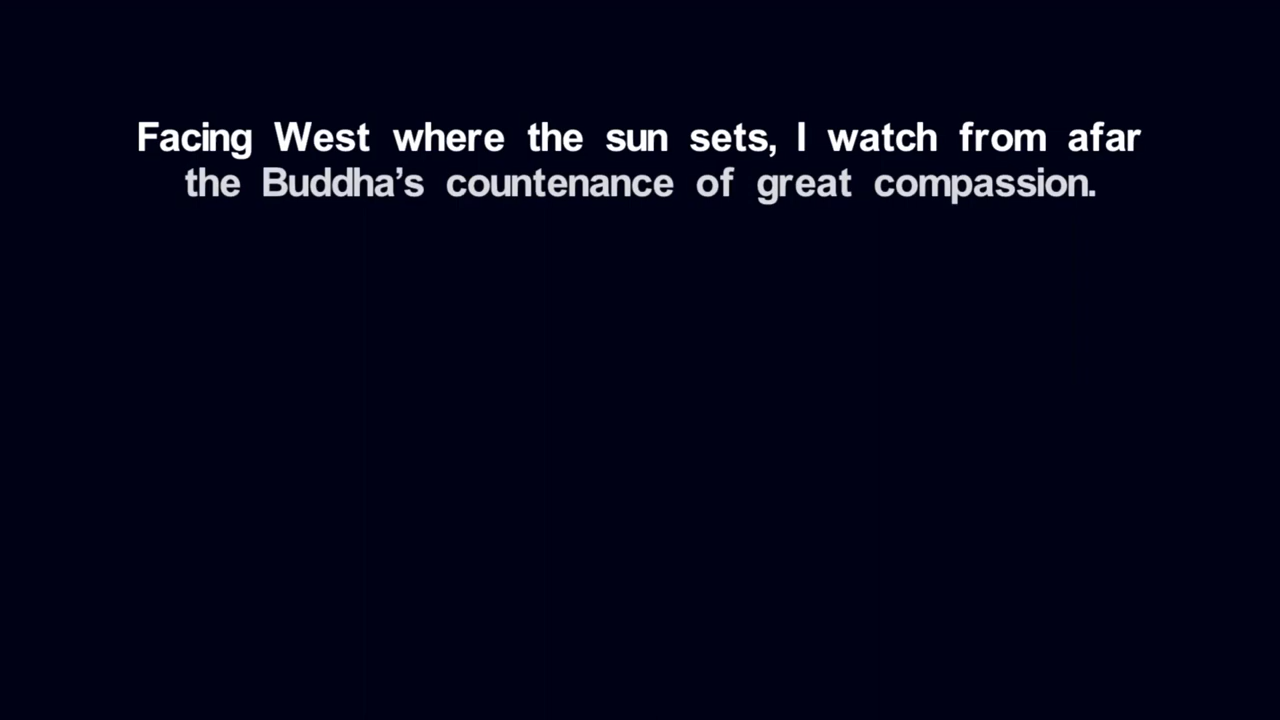 Facing West where the sun sets, I watch from afar
the Buddha’s countenance of great compassion.